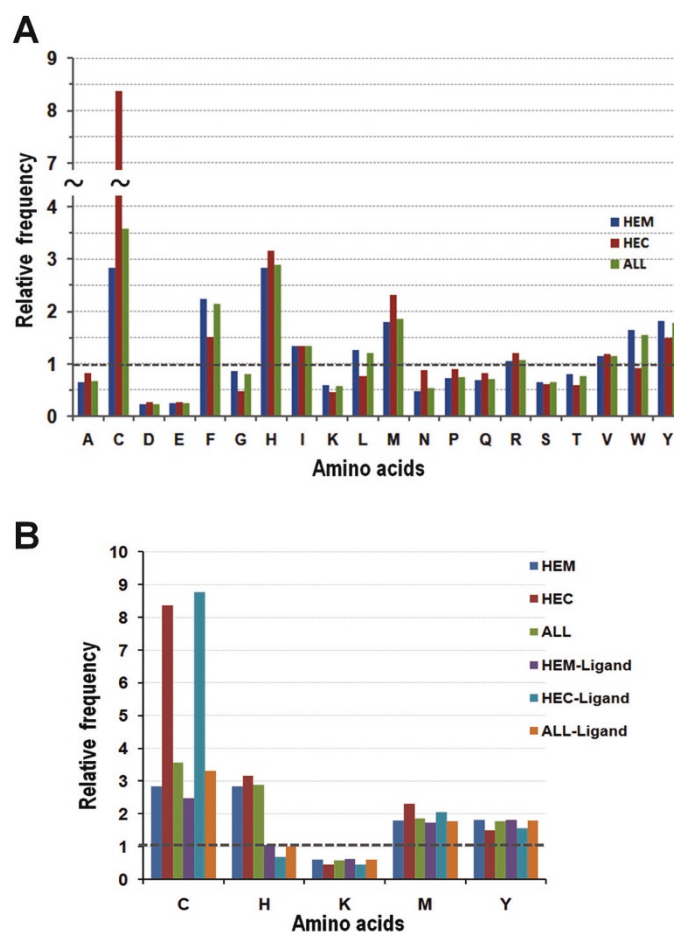 A
9
8
7
4
3
2
1
0
Relative frequency
HEM
HEC
ALL
A C D E F G H I K L M N P Q R S T V W Y
Amino acids
B
10
9
8
7
6
5
4
3
2
1
0
Relative frequency
HEM
HEC
ALL
HEM-Ligand
HEC-Ligand
ALL-Ligand
C H K M Y
Amino acids